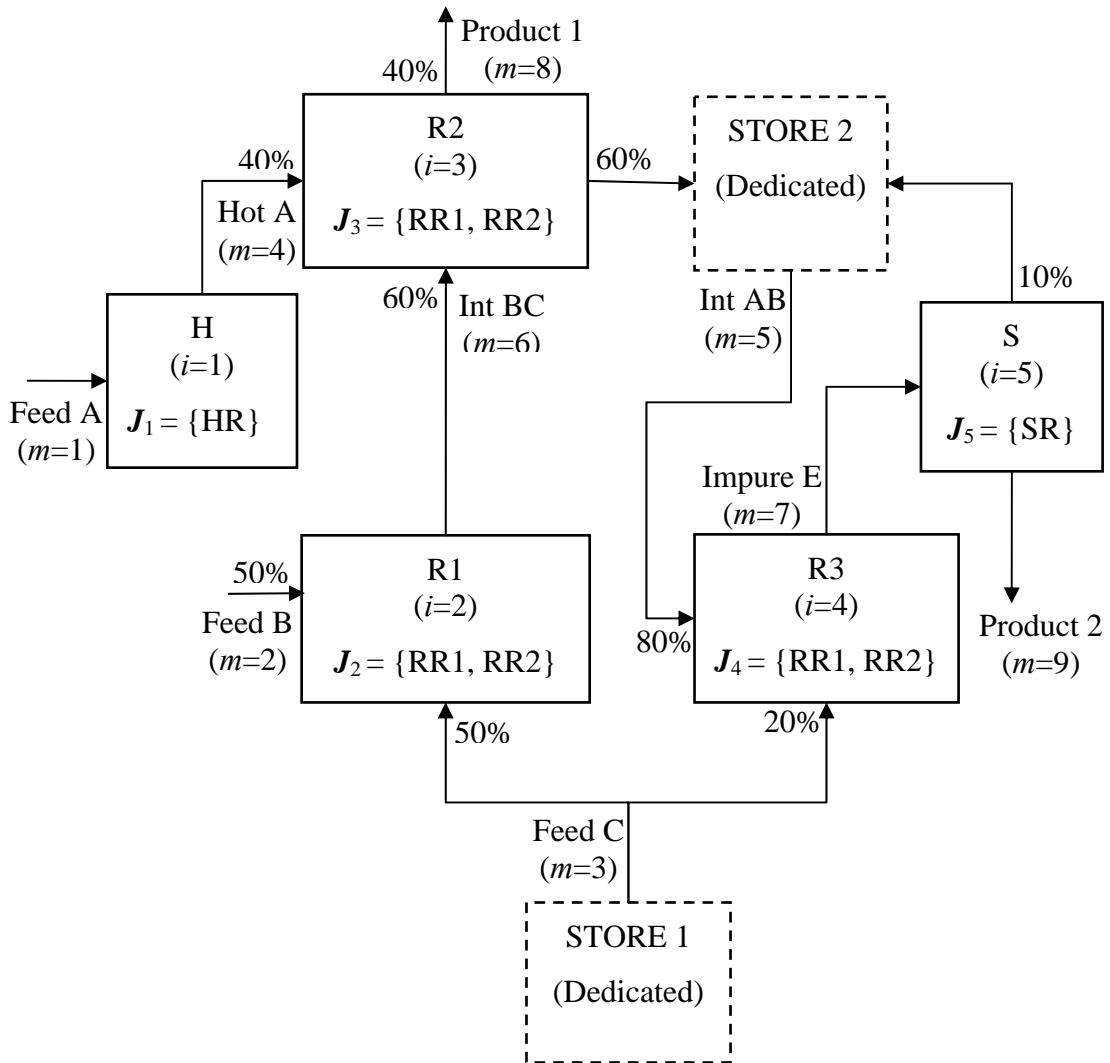 Product 1
(m=8)
40%
R2
(i=3)
J3 = {RR1, RR2}
STORE 2
(Dedicated)
40%
60%
Hot A
(m=4)
60%
Int BC
(m=6)
Int AB
(m=5)
10%
H
(i=1)
J1 = {HR}
S
(i=5)
J5 = {SR}
Feed A
(m=1)
Impure E
(m=7)
50%
Feed B
(m=2)
R1
(i=2)
J2 = {RR1, RR2}
80%
R3
(i=4)
J4 = {RR1, RR2}
Product 2
(m=9)
50%
20%
Feed C
(m=3)
STORE 1
(Dedicated)